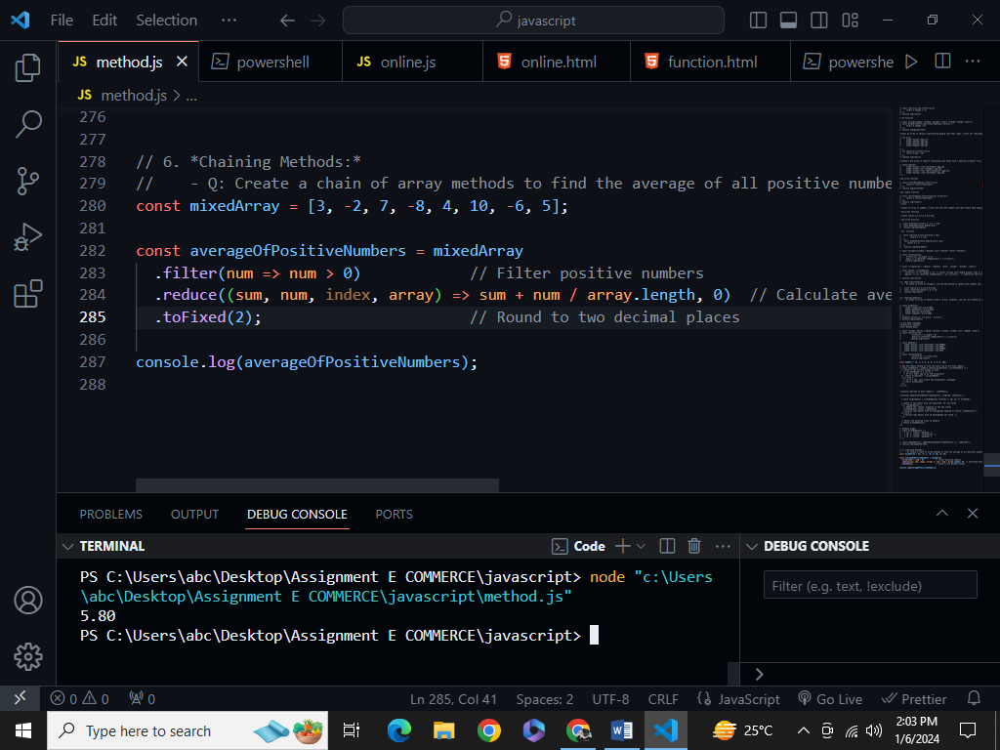 File Edit Selection ··· javascript
JS method.js powershell JS online.js online.html function.html powershe ···
JS method.js > ...
276
277
278 // 6. *Chaining Methods:*
279 // - Q: Create a chain of array methods to find the average of all positive numbe
280 const mixedArray = [3, -2, 7, -8, 4, 10, -6, 5];
281
282 const averageOfPositiveNumbers = mixedArray
283 .filter(num => num > 0) // Filter positive numbers
284 .reduce((sum, num, index, array) => sum + num / array.length, 0) // Calculate ave
285 .toFixed(2); // Round to two decimal places
286
287 console.log(averageOfPositiveNumbers);
288
PROBLEMS OUTPUT DEBUG CONSOLE PORTS
TERMINAL Code ···
PS C:\Users\abc\Desktop\Assignment E COMMERCE\javascript> node "c:\Users
\abc\Desktop\Assignment E COMMERCE\javascript\method.js"
5.80
PS C:\Users\abc\Desktop\Assignment E COMMERCE\javascript>
DEBUG CONSOLE
Filter (e.g. text, !exclude)
0 0 0 Ln 285, Col 41 Spaces: 2 UTF-8 CRLF JavaScript Go Live Prettier
Type here to search 25°C 2:03 PM
1/6/2024